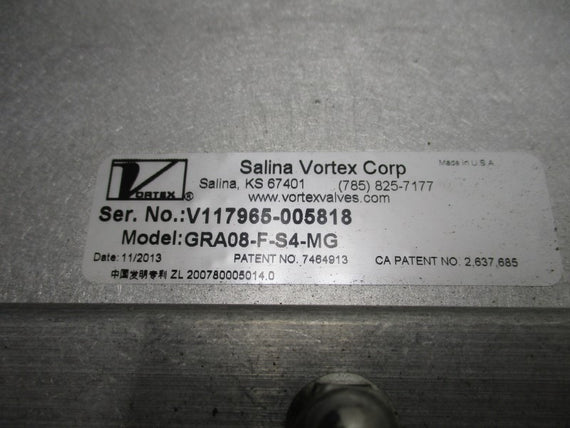 Salina Vortex Corp
Made in U.S.A.
VORTEX
Salina, KS 67401 (785) 825-7177
www.vortexvalves.com
Ser. No.:V117965-005818
Model:GRA08-F-S4-MG
Date: 11/2013 PATENT NO. 7464913 CA PATENT NO. 2,637,685
中国发明专利 ZL 200780005014.0